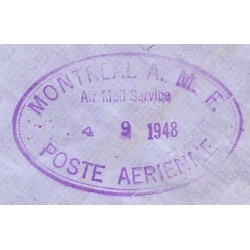 MONTREAL A. M. F.
Air Mail Service
4 9 1948
POSTE AERIENNE